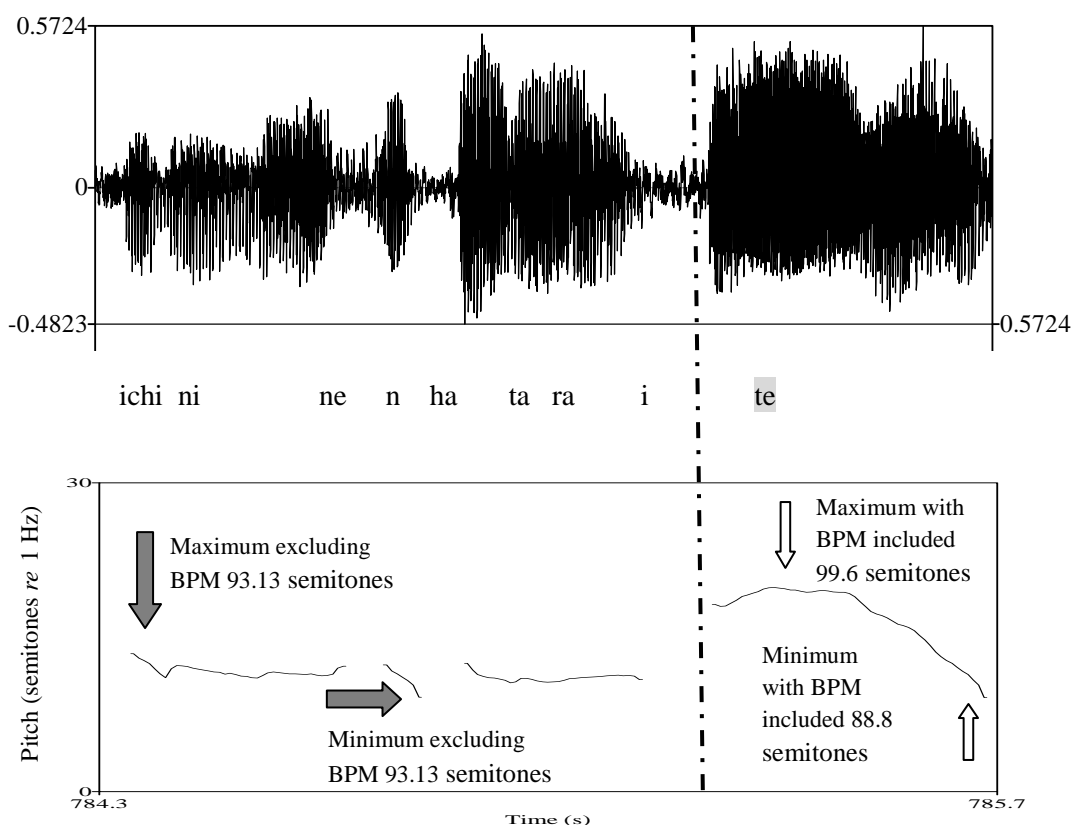 0.5724
0
-0.4823
0.5724
ichi ni ne n ha ta ra i te
30
Maximum excluding
BPM 93.13 semitones
Maximum with
BPM included
99.6 semitones
Minimum excluding
BPM 93.13 semitones
Minimum
with BPM
included 88.8
semitones
Pitch (semitones re 1 Hz)
0
784.3
785.7
Time (s)